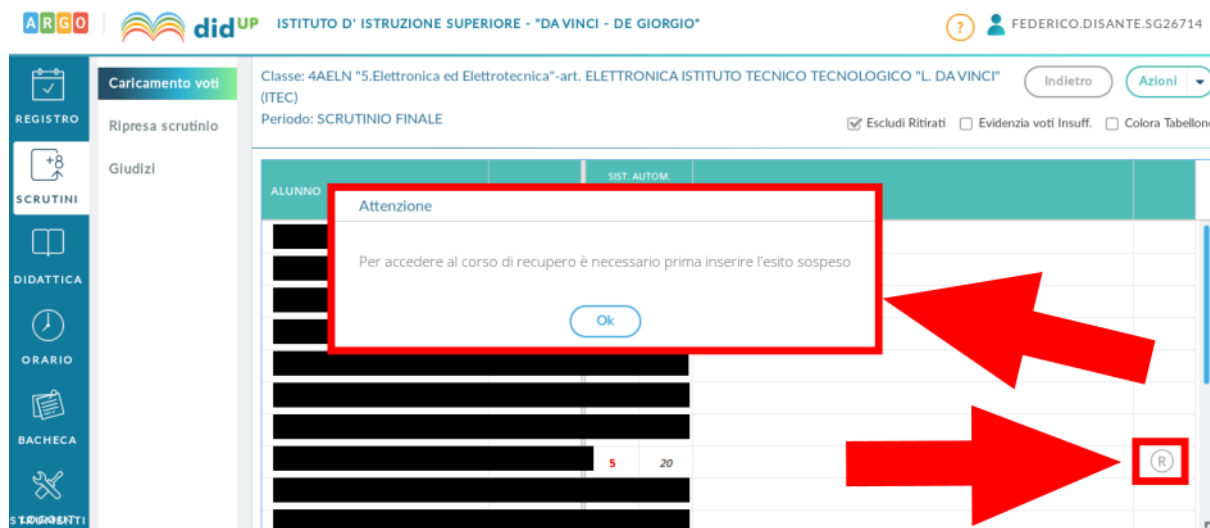 ARGO didUP ISTITUTO D' ISTRUZIONE SUPERIORE - "DA VINCI - DE GIORGIO" ? FEDERICO.DISANTE.SG26714
REGISTRO
SCRUTINI
DIDATTICA
ORARIO
BACHECA
STRUMENTI
LOGOUT
Caricamento voti
Ripresa scrutinio
Giudizi
Classe: 4AELN "5.Elettronica ed Elettrotecnica"-art. ELETTRONICA ISTITUTO TECNICO TECNOLOGICO "L. DA VINCI"
(ITEC)
Periodo: SCRUTINIO FINALE
Indietro Azioni
Escludi Ritirati Evidenzia voti Insuff. Colora Tabellone
ALUNNO SIST. AUTOM.
Attenzione
Per accedere al corso di recupero è necessario prima inserire l'esito sospeso
Ok
5 20 R